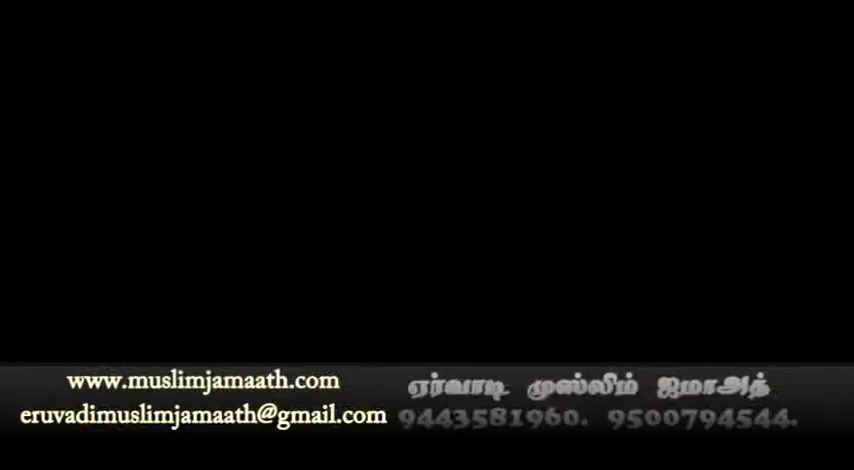 www.muslimjamaath.com
eruvadimuslimjamaath@gmail.com
ஏர்வாடி முஸ்லிம் ஜமாஅத்
9443581960. 9500794544.